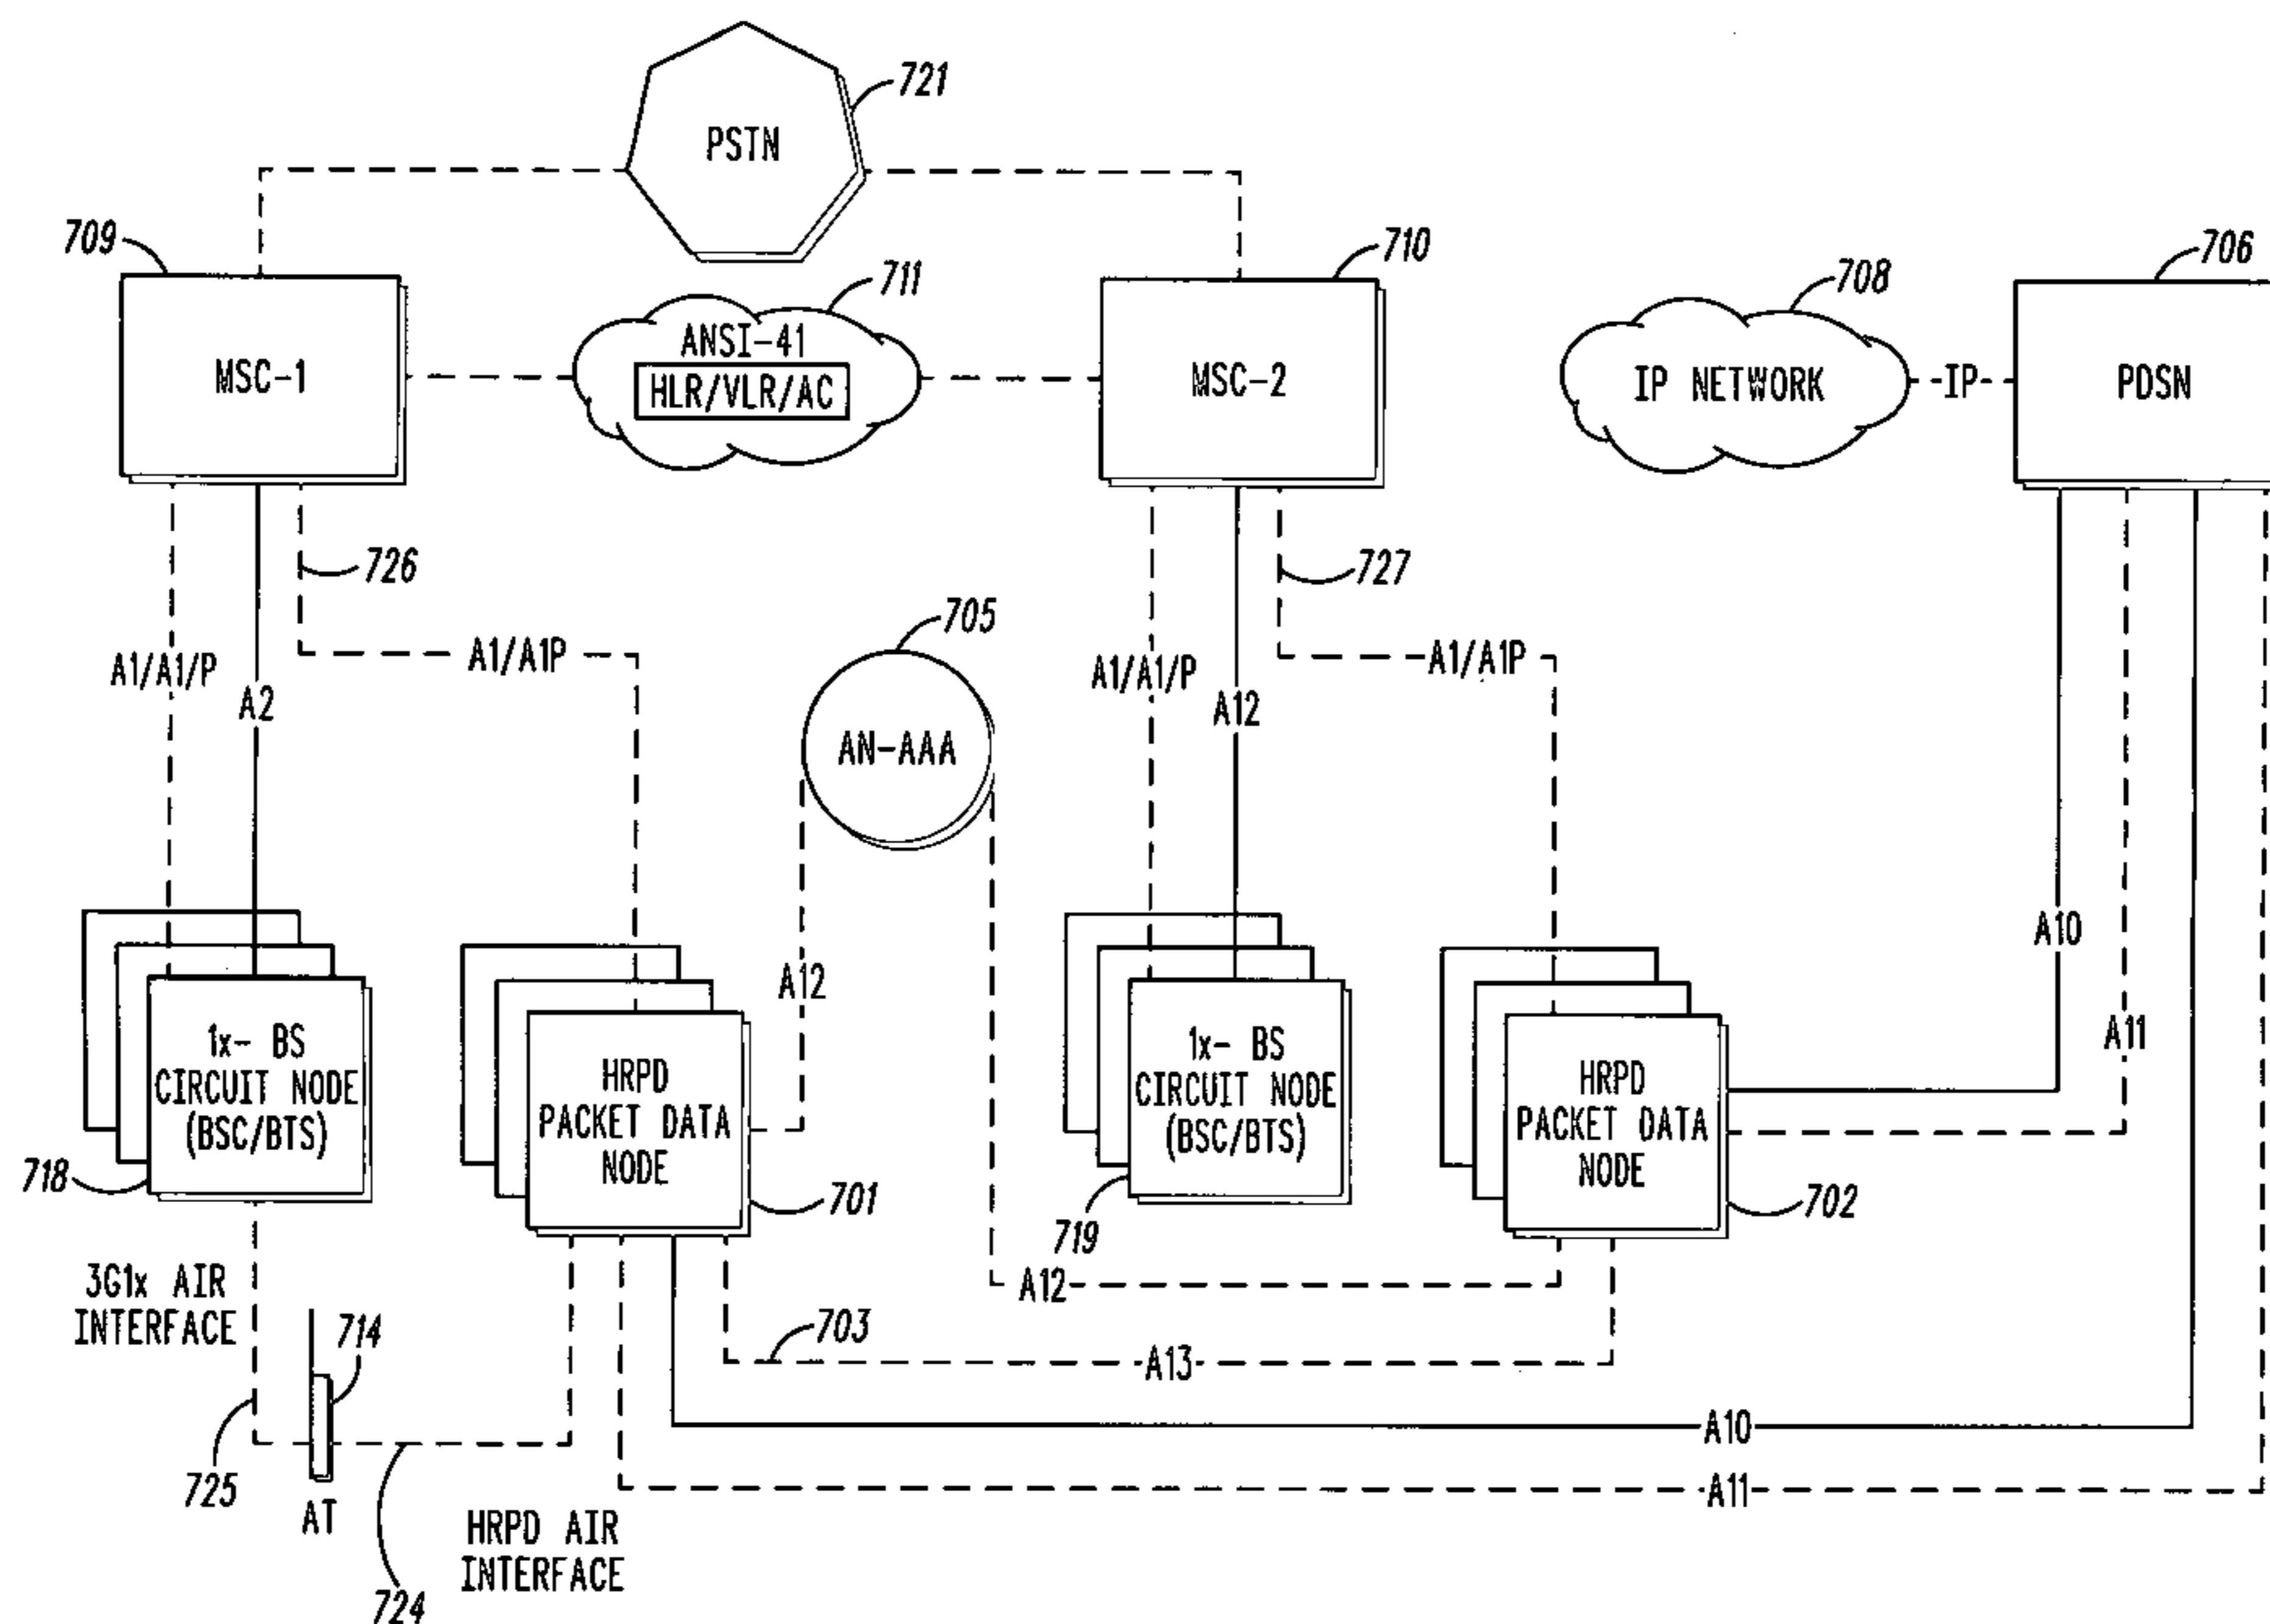 721
PSTN
709
711
710
708
706
MSC-1
ANSI-41
HLR/VLR/AC
MSC-2
IP NETWORK
IP
PDSN
726
727
705
A1/A1/P
A1/A1P
A2
A1/A1/P
A1/A1P
A12
AN-AAA
A10
A12
A11
1x- BS
CIRCUIT NODE
(BSC/BTS)
HRPD
PACKET DATA
NODE
1x- BS
CIRCUIT NODE
(BSC/BTS)
HRPD
PACKET DATA
NODE
718
701
719
702
3G1x AIR
INTERFACE
714
A12
703
A13
A10
725
AT
A11
HRPD AIR
INTERFACE
724